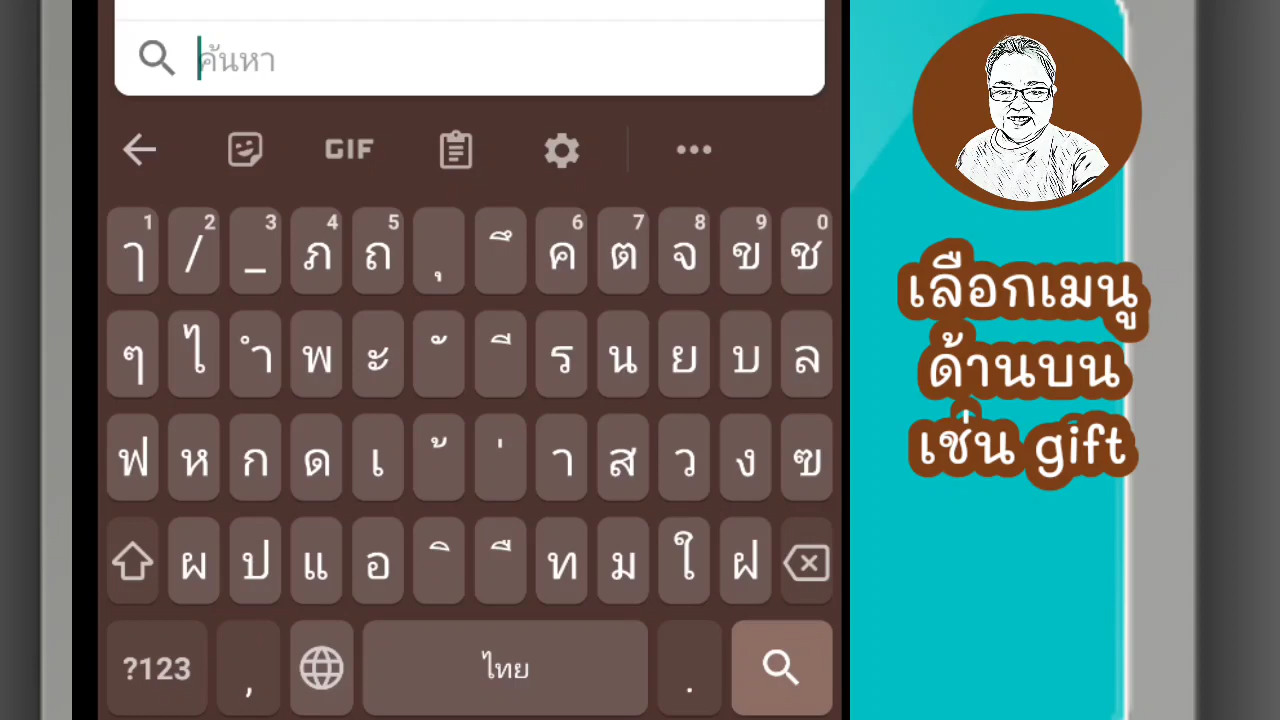 ค้นหา
GIF
1 2 3 4 5 6 7 8 9 0
ๅ / _ ภ ถ ุ ึ ค ต จ ข ช
ๆ ไ ำ พ ะ ั ี ร น ย บ ล
ฟ ห ก ด เ ้ ่ า ส ว ง ฃ
ผ ป แ อ ิ ื ท ม ใ ฝ
?123 , ไทย .
เลือกเมนู
ด้านบน
เช่น gift